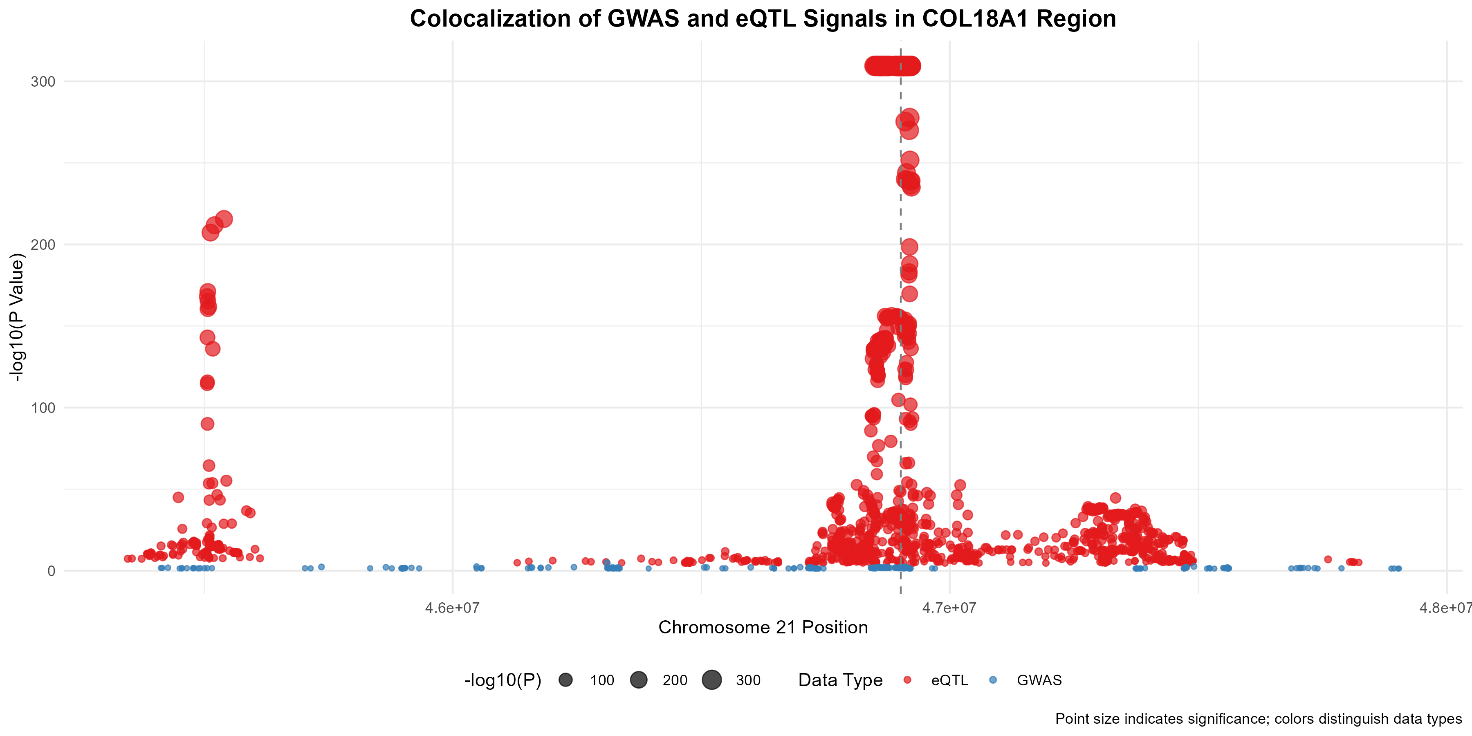 Colocalization of GWAS and eQTL Signals in COL18A1 Region
-log10(P Value)
300
200
100
0
4.6e+07 4.7e+07 4.8e+07
Chromosome 21 Position
-log10(P) 100 200 300 Data Type eQTL GWAS
Point size indicates significance; colors distinguish data types